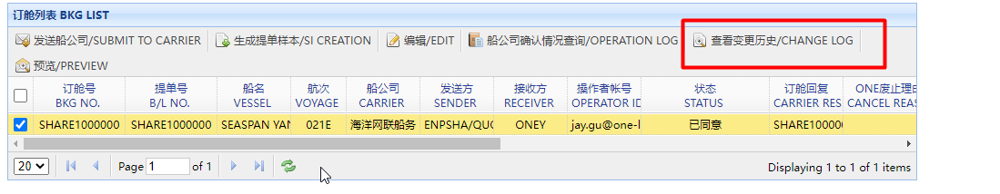 订舱列表 BKG LIST
发送船公司/SUBMIT TO CARRIER 生成提单样本/SI CREATION 编辑/EDIT 船公司确认情况查询/OPERATION LOG 查看变更历史/CHANGE LOG
预览/PREVIEW
订舱号 提单号 船名 航次 船公司 发送方 接收方 操作者帐号 状态 订舱回复 ONE废止理由
BKG NO. B/L NO. VESSEL VOYAGE CARRIER SENDER RECEIVER OPERATOR ID STATUS CARRIER RES CANCEL REAS
SHARE1000000 SHARE1000000 SEASPAN YAN 021E 海洋网联船务 ENPSHA/QUO ONEY jay.gu@one-l 已同意 SHARE10000
20 Page 1 of 1 Displaying 1 to 1 of 1 items